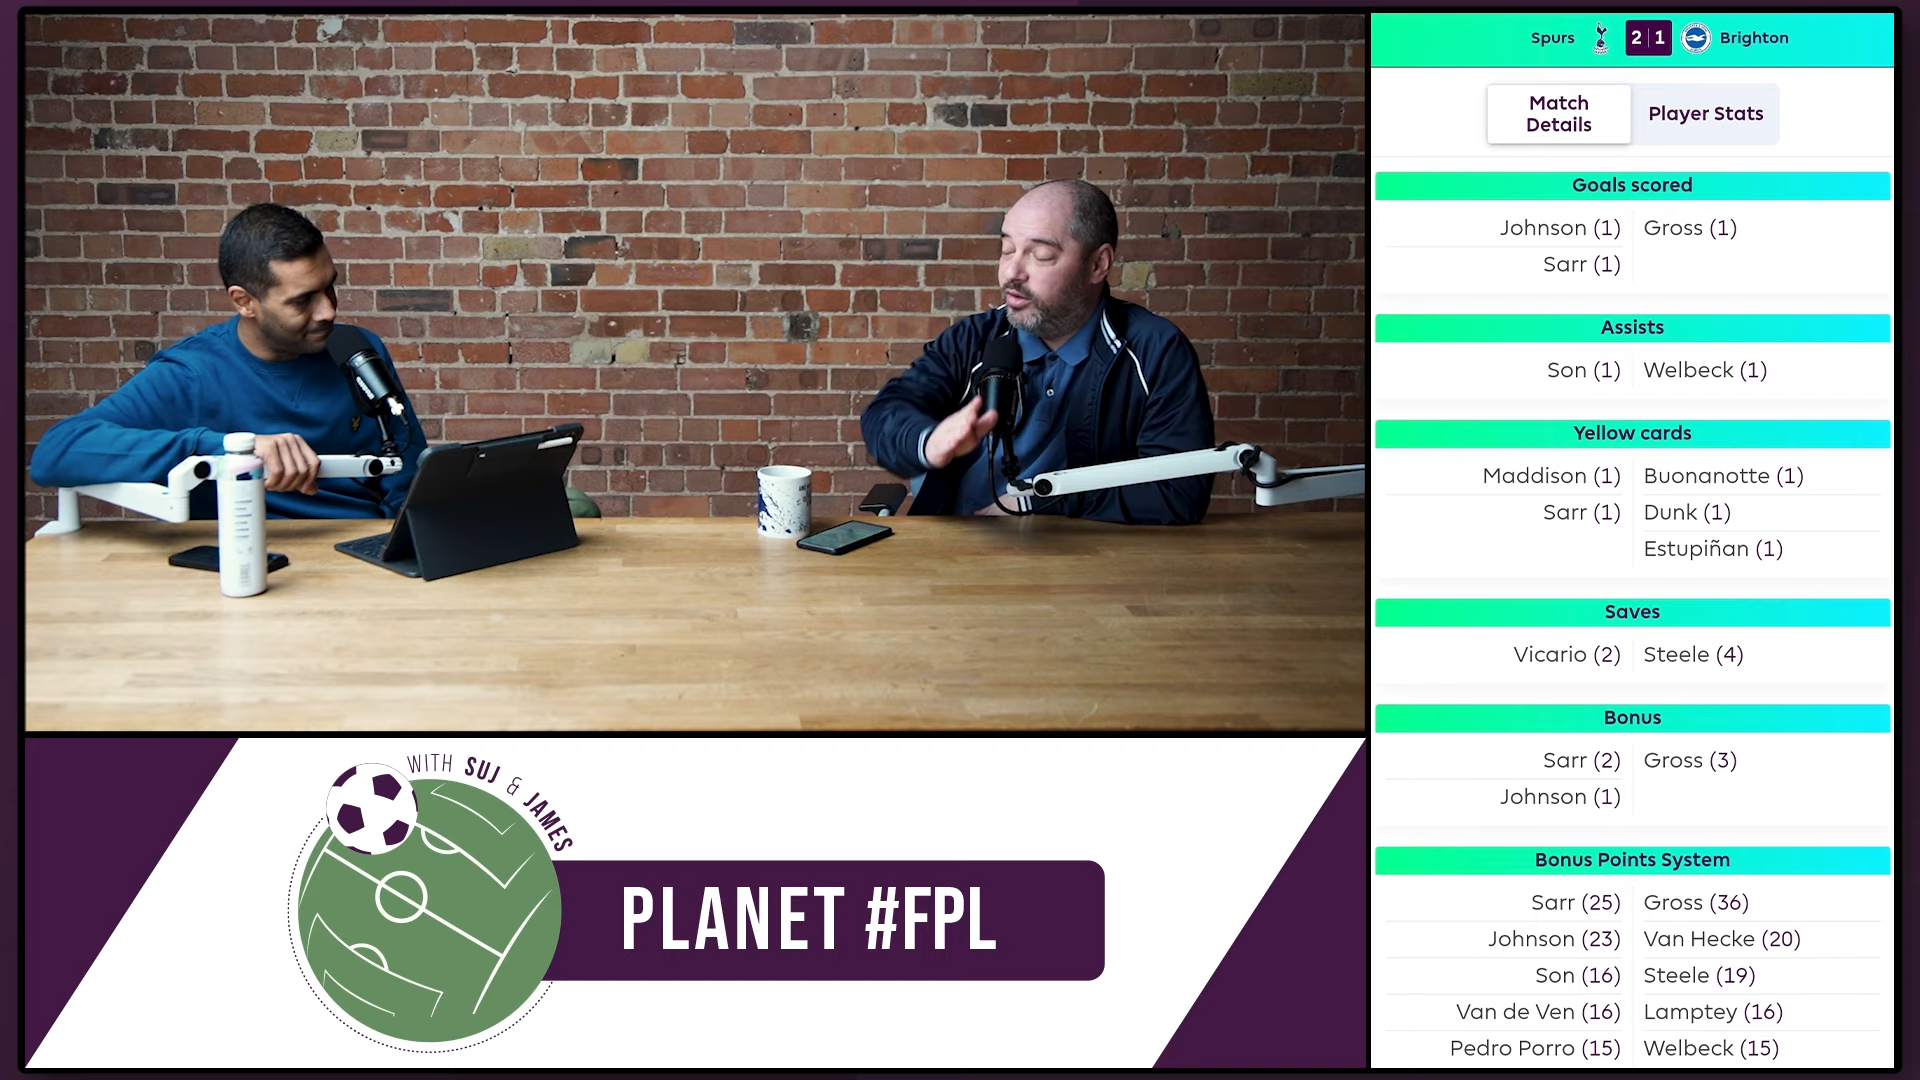 Spurs 2 | 1 Brighton
Match Details
Player Stats
Goals scored
Johnson (1) Gross (1)
Sarr (1)
Assists
Son (1) Welbeck (1)
Yellow cards
Maddison (1) Buonanotte (1)
Sarr (1) Dunk (1)
Estupiñan (1)
Saves
Vicario (2) Steele (4)
Bonus
Sarr (2) Gross (3)
Johnson (1)
Bonus Points System
Sarr (25) Gross (36)
Johnson (23) Van Hecke (20)
Son (16) Steele (19)
Van de Ven (16) Lamptey (16)
Pedro Porro (15) Welbeck (15)
WITH SUJ & JAMES
PLANET #FPL